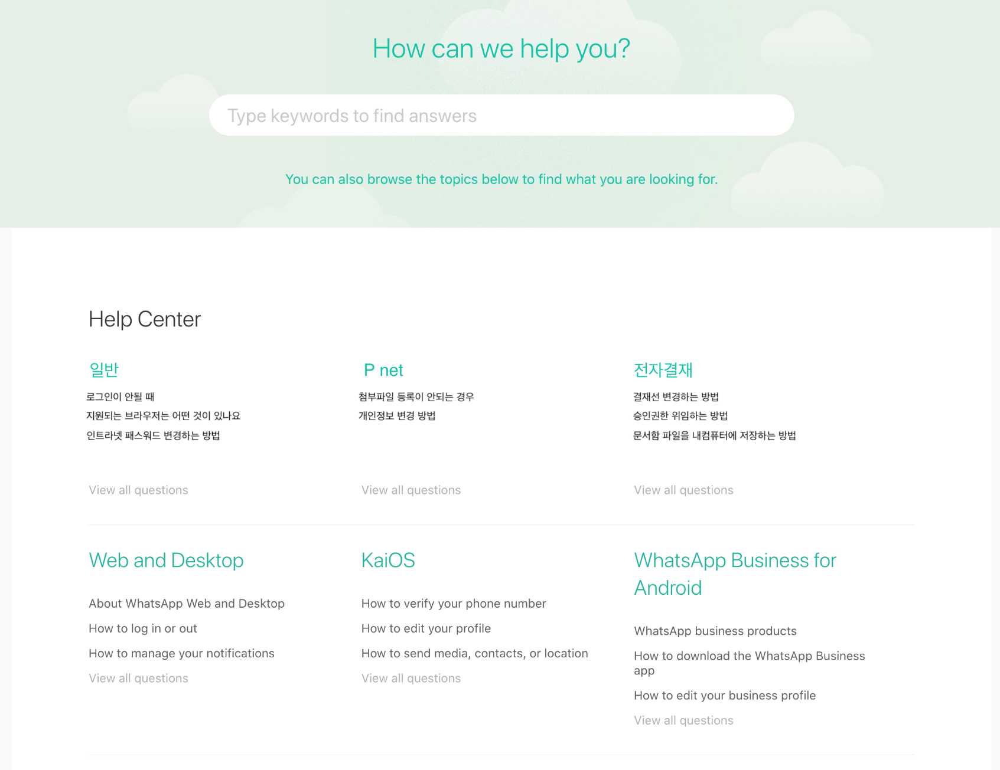 How can we help you?
Type keywords to find answers
You can also browse the topics below to find what you are looking for.
Help Center
일반
로그인이 안될 때
지원되는 브라우저는 어떤 것이 있나요
인트라넷 패스워드 변경하는 방법
View all questions
P net
첨부파일 등록이 안되는 경우
개인정보 변경 방법
View all questions
전자결재
결재선 변경하는 방법
승인권한 위임하는 방법
문서함 파일을 내컴퓨터에 저장하는 방법
View all questions
Web and Desktop
About WhatsApp Web and Desktop
How to log in or out
How to manage your notifications
View all questions
KaiOS
How to verify your phone number
How to edit your profile
How to send media, contacts, or location
View all questions
WhatsApp Business for
Android
WhatsApp business products
How to download the WhatsApp Business
app
How to edit your business profile
View all questions